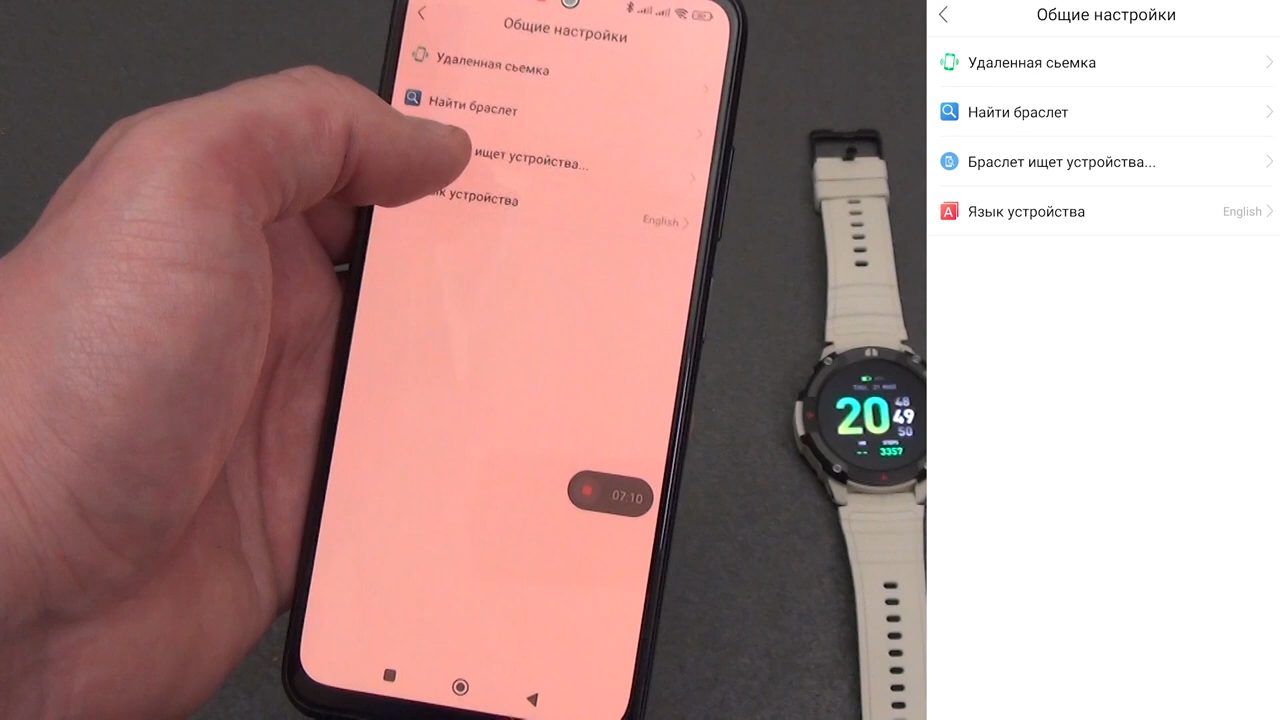 Общие настройки
Удаленная сьемка
Найти браслет
ищет устройства...
ык устройства
English
07:10
20
48
49
50
3357
Общие настройки
Удаленная сьемка
Найти браслет
Браслет ищет устройства...
Язык устройства
English